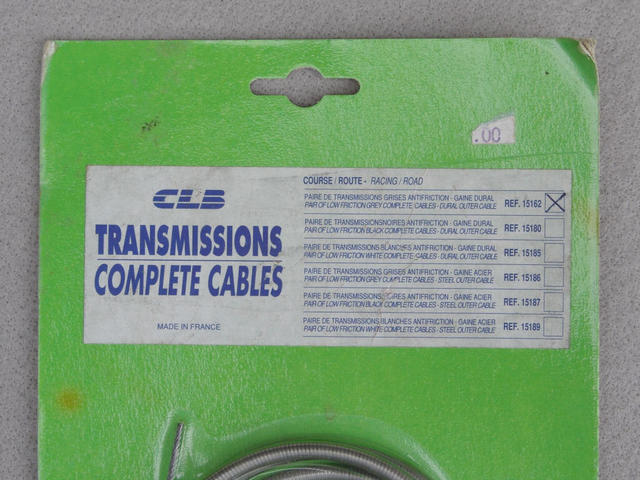 .00
CLB
TRANSMISSIONS
COMPLETE CABLES
MADE IN FRANCE
COURSE / ROUTE - RACING / ROAD
PAIRE DE TRANSMISSIONS GRISES ANTIFRICTION - GAINE DURAL
PAIR OF LOW FRICTION GREY COMPLETE CABLES - DURAL OUTER CABLE
REF. 15162
PAIRE DE TRANSMISSIONSNOIRES ANTIFRICTION - GAINE DURAL
PAIR OF LOW FRICTION BLACK COMPLETE CABLES - DURAL OUTER CABLE
REF. 15180
PAIRE DE TRANSMISSIONS BLANCHES ANTIFRICTION - GAINE DURAL
PAIR OF LOW FRICTION WHITE COMPLETE CABLES - DURAL OUTER CABLE
REF. 15185
PAIRE DE TRANSMISSIONS GRISES ANTIFRICTION - GAINE ACIER
PAIR OF LOW FRICTION GREY COMPLETE CABLES - STEEL OUTER CABLE
REF. 15186
PAIRE DE TRANSMISSIONS ANTIFRICTION - GAINE ACIER
PAIR OF LOW FRICTION BLACK COMPLETE CABLES - STEEL OUTER CABLE
REF. 15187
PAIRE DE TRANSMISSIONS BLANCHES ANTIFRICTION - GAINE ACIER
PAIR OF LOW FRICTION WHITE COMPLETE CABLES - STEEL OUTER CABLE
REF. 15189